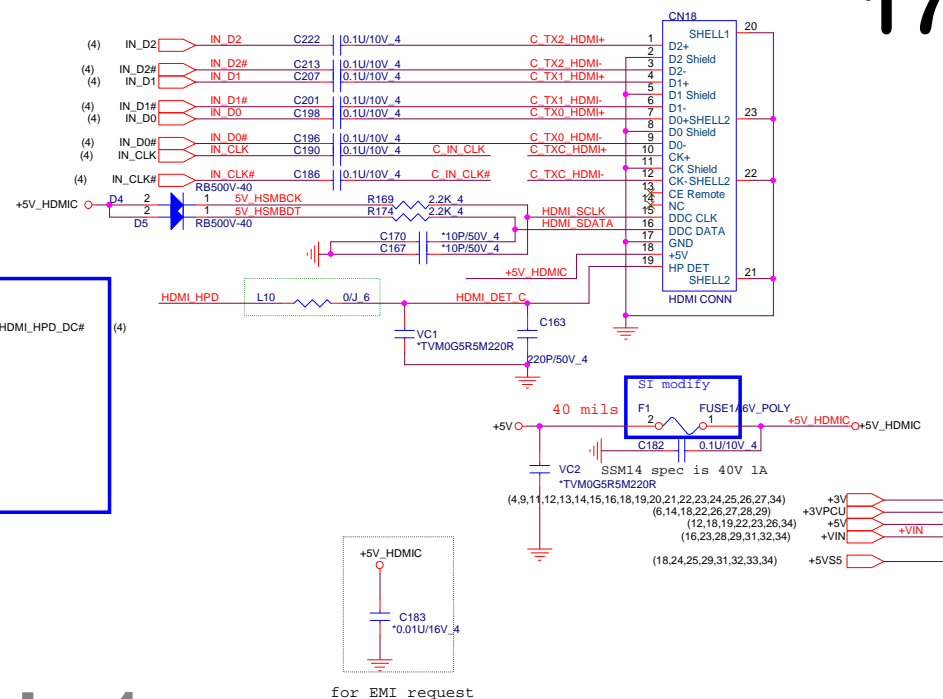 17
CN18
SHELL1 20
(4) IN_D2 IN_D2 C222 0.1U/10V_4 C_TX2_HDMI+ 1 D2+
2 D2 Shield
(4) IN_D2# IN_D2# C213 0.1U/10V_4 C_TX2_HDMI- 3 D2-
(4) IN_D1 IN_D1 C207 0.1U/10V_4 C_TX1_HDMI+ 4 D1+
5 D1 Shield
(4) IN_D1# IN_D1# C201 0.1U/10V_4 C_TX1_HDMI- 6 D1-
(4) IN_D0 IN_D0 C198 0.1U/10V_4 C_TX0_HDMI+ 7 D0+ SHELL2 23
8 D0 Shield
(4) IN_D0# IN_D0# C196 0.1U/10V_4 C_TX0_HDMI- 9 D0-
(4) IN_CLK IN_CLK C190 0.1U/10V_4 C_IN_CLK C_TXC_HDMI+ 10 CK+
11 CK Shield
(4) IN_CLK# IN_CLK# C186 0.1U/10V_4 C_IN_CLK# C_TXC_HDMI- 12 CK- SHELL2 22
RB500V-40 13 CE Remote
+5V_HDMIC D4 2 1 5V_HSMBCK R169 2.2K_4 14 NC
2 1 5V_HSMBDT R174 2.2K_4 HDMI_SCLK 15 DDC CLK
D5 RB500V-40 HDMI_SDATA 16 DDC DATA
C170 *10P/50V_4 17 GND
C167 *10P/50V_4 18 +5V
+5V_HDMIC 19 HP DET
SHELL2 21
HDMI CONN
HDMI_HPD L10 0/J_6 HDMI_DET_C
HDMI_HPD_DC# (4)
C163
220P/50V_4
VC1
*TVM0G5R5M220R
SI modify
40 mils F1 FUSE1A6V_POLY
+5V 2 1 +5V_HDMIC +5V_HDMIC
C182 0.1U/10V_4
SSM14 spec is 40V 1A
VC2
*TVM0G5R5M220R
(4,9,11,12,13,14,15,16,18,19,20,21,22,23,24,25,26,27,34) +3V
(6,14,18,22,26,27,28,29) +3VPCU
(12,18,19,22,23,26,34) +5V
(16,23,28,29,31,32,34) +VIN +VIN
(18,24,25,29,31,32,33,34) +5VS5
+5V_HDMIC
C183
*0.01U/16V_4
for EMI request